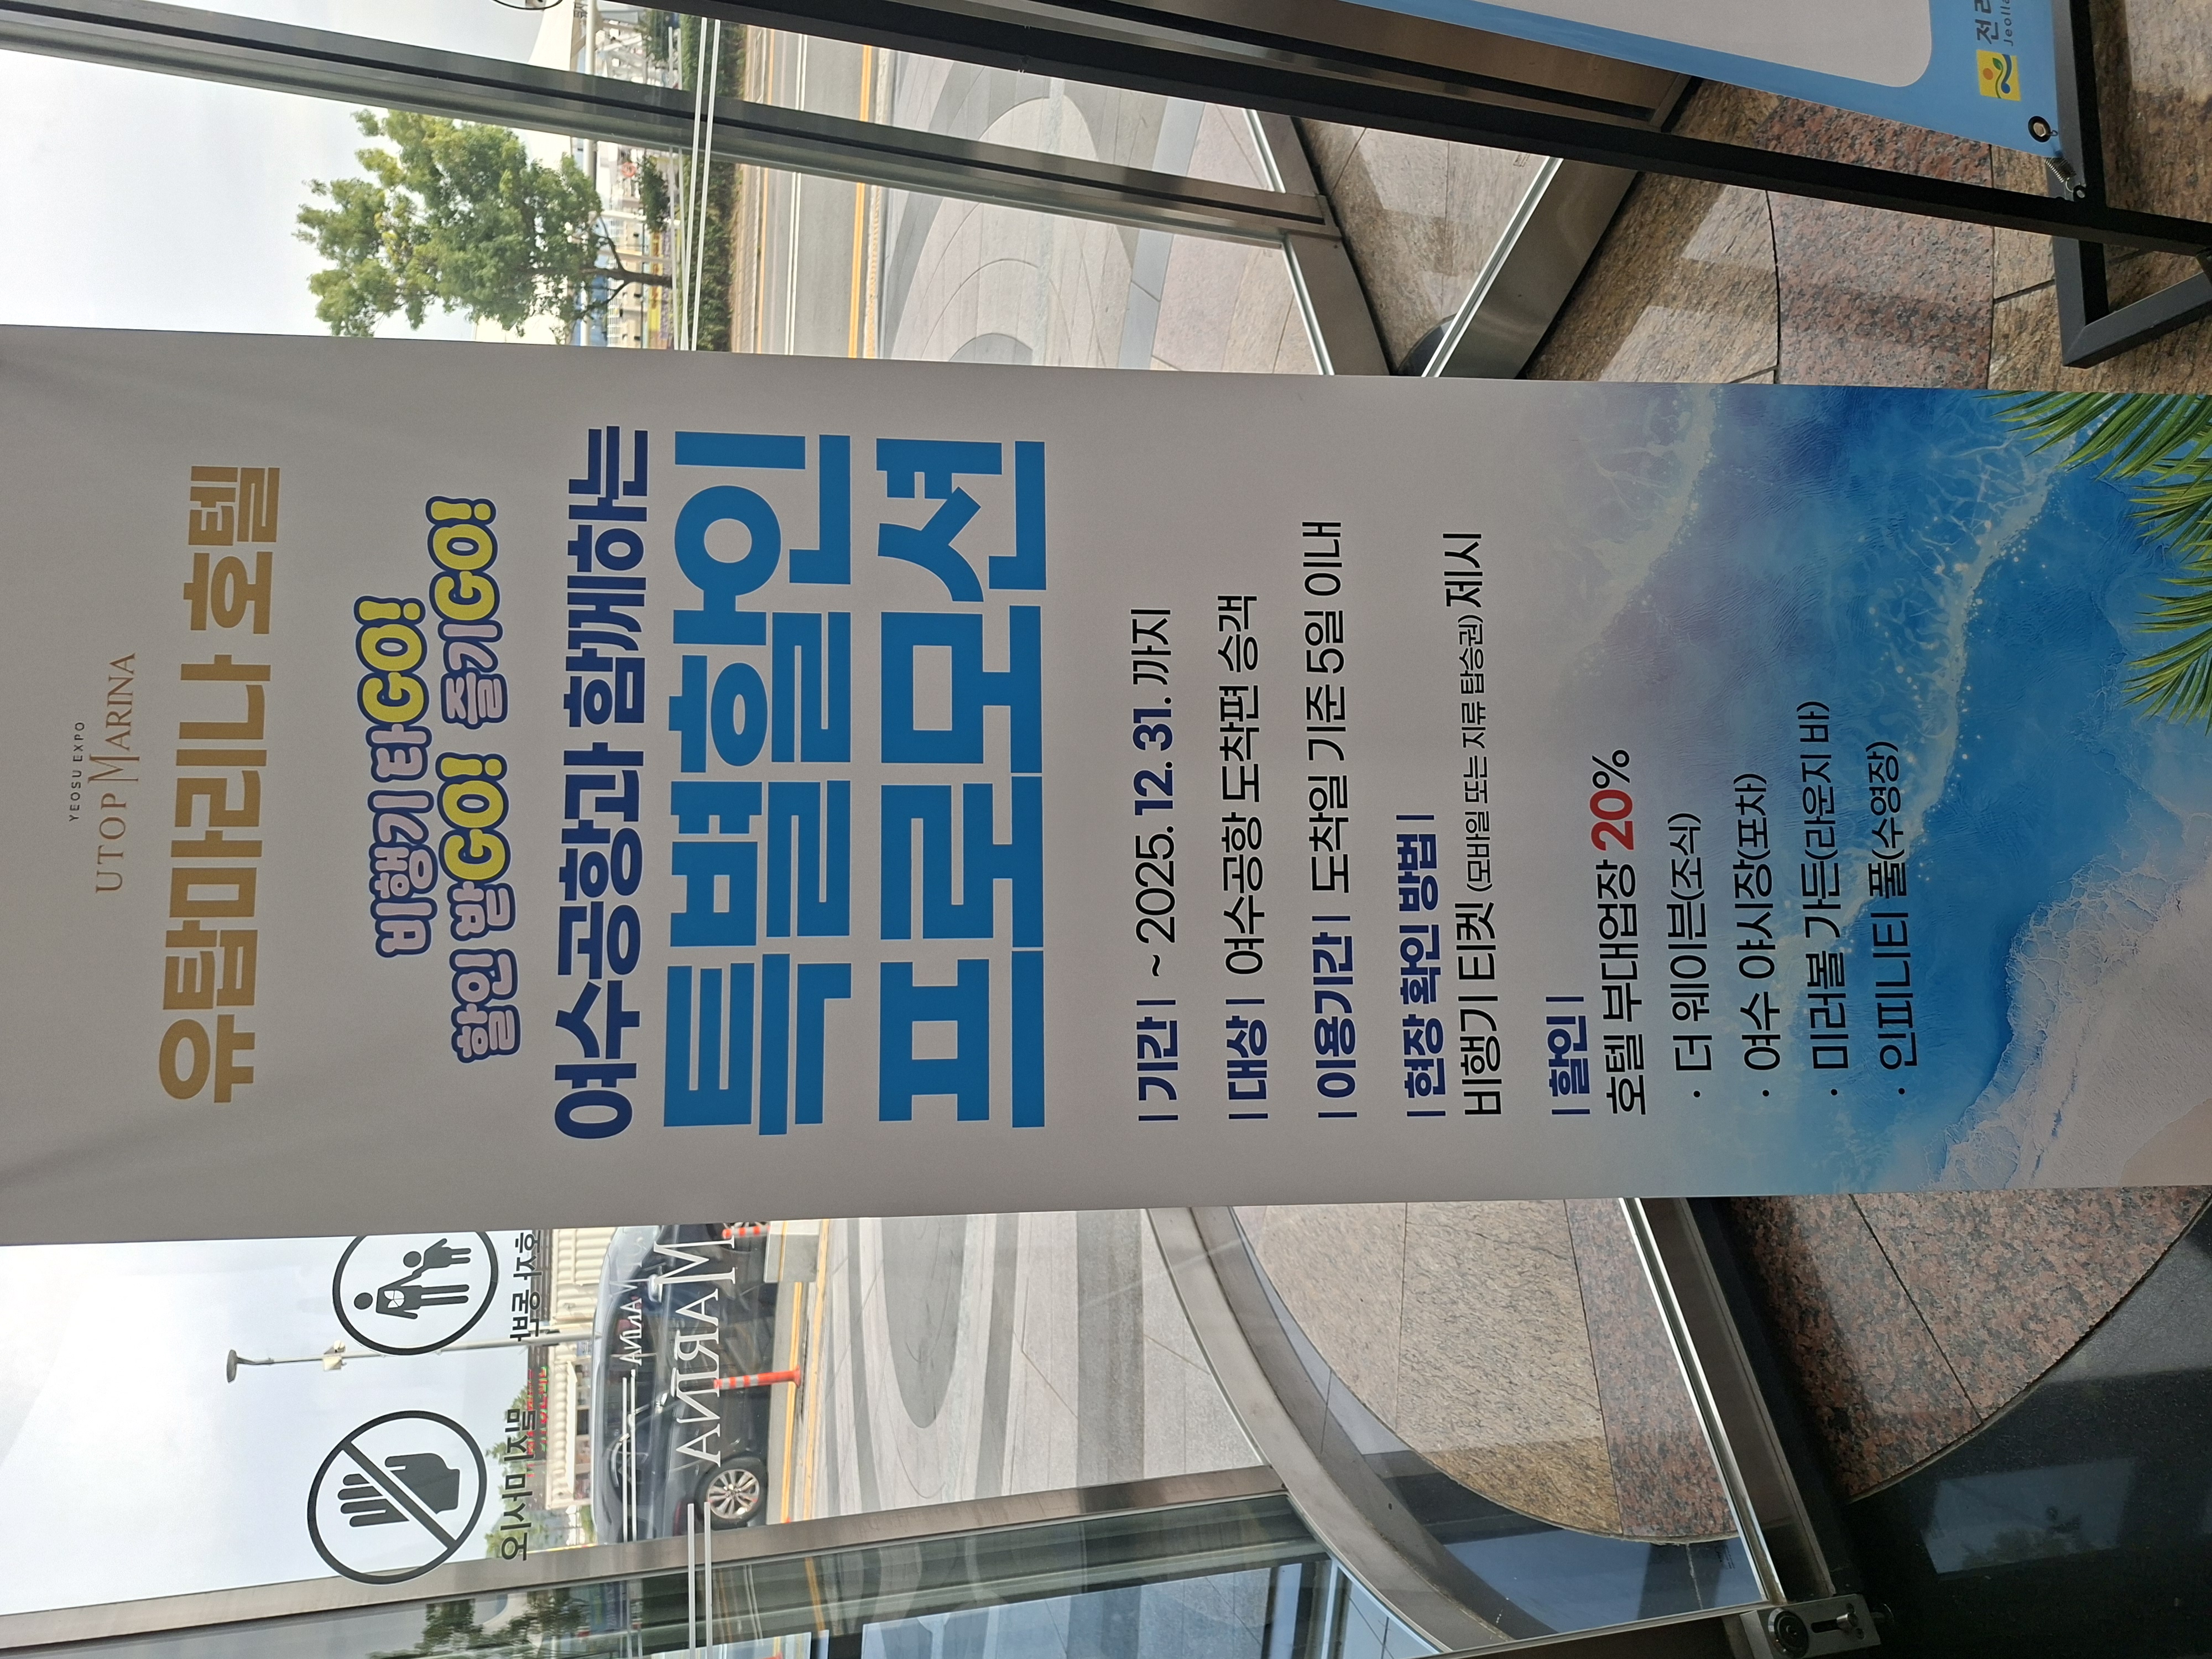 YEOSU EXPO
UTOP MARINA
유탑마리나 호텔
비행기 타GO!
할인 받GO! 즐기GO!
여수공항과 함께하는
특별할인
프로모션
| 기간 | ~2025. 12. 31. 까지
| 대상 | 여수공항 도착편 승객
| 이용기간 | 도착일 기준 5일 이내
| 현장 확인 방법 |
비행기 티켓 (모바일 또는 지류 탑승권) 제시
| 할인 |
호텔 부대업장 20%
· 더 웨이븐(조식)
· 여수 야시장(포차)
· 미러볼 가든(라운지 바)
· 인피니티 풀(수영장)
MARINA